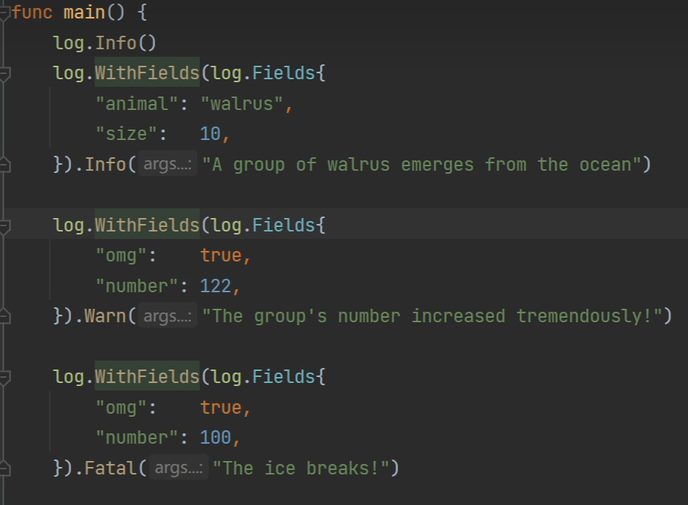 func main() {
    log.Info()
    log.WithFields(log.Fields{
        "animal": "walrus",
        "size":   10,
    }).Info( args...: "A group of walrus emerges from the ocean")
    log.WithFields(log.Fields{
        "omg":    true,
        "number": 122,
    }).Warn( args...: "The group's number increased tremendously!")
    log.WithFields(log.Fields{
        "omg":    true,
        "number": 100,
    }).Fatal( args...: "The ice breaks!")